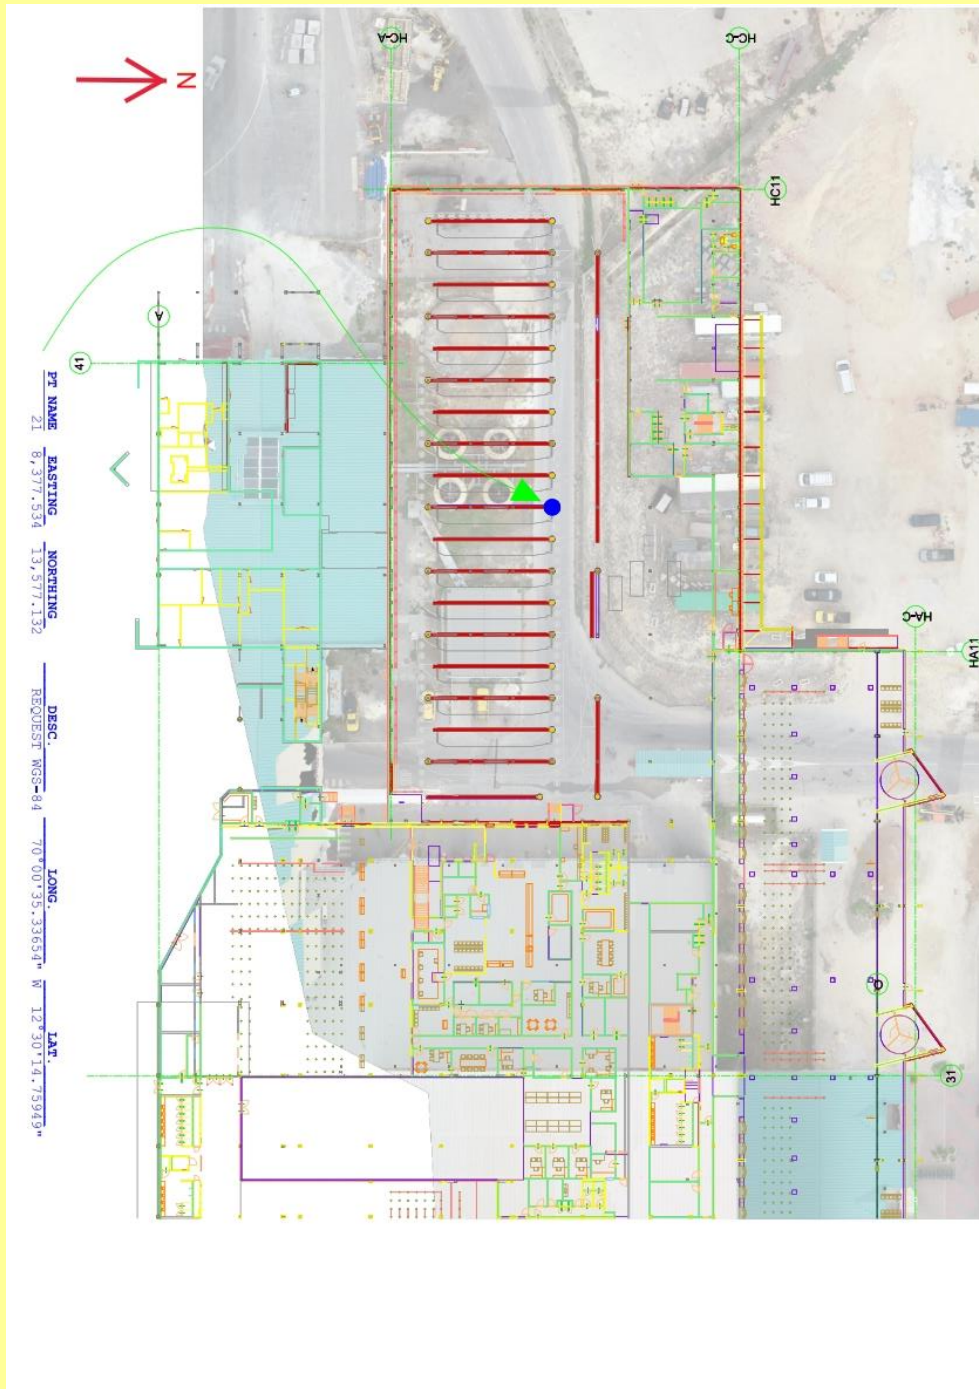 N
HC-A
HC-C
HC11
A
41
HA-C
HA11
Q
31
PT NAME EASTING NORTHING DESC. LONG. LAT.
21 8,377.534 13,577.132 REQUEST WGS-84 70°00'35.33654" W 12°30'14.75949"